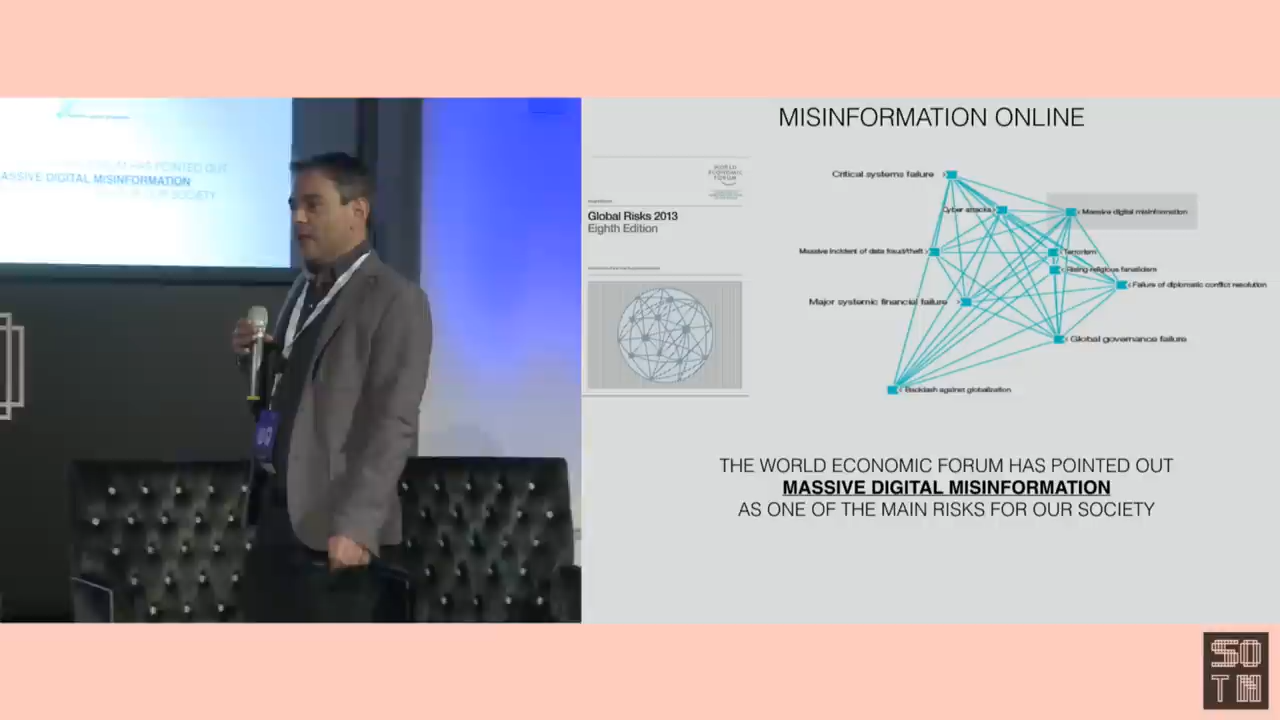 MASSIVE DIGITAL MISINFORMATION
MISINFORMATION ONLINE
WORLD
ECONOMIC
FORUM
Global Risks 2013
Eighth Edition
Critical systems failure
Cyber attacks
Massive digital misinformation
Massive incident of data fraud/theft
Terrorism
Rising religious fanaticism
Failure of diplomatic conflict resolution
Major systemic financial failure
Global governance failure
Backlash against globalization
THE WORLD ECONOMIC FORUM HAS POINTED OUT
MASSIVE DIGITAL MISINFORMATION
AS ONE OF THE MAIN RISKS FOR OUR SOCIETY
SO
TN